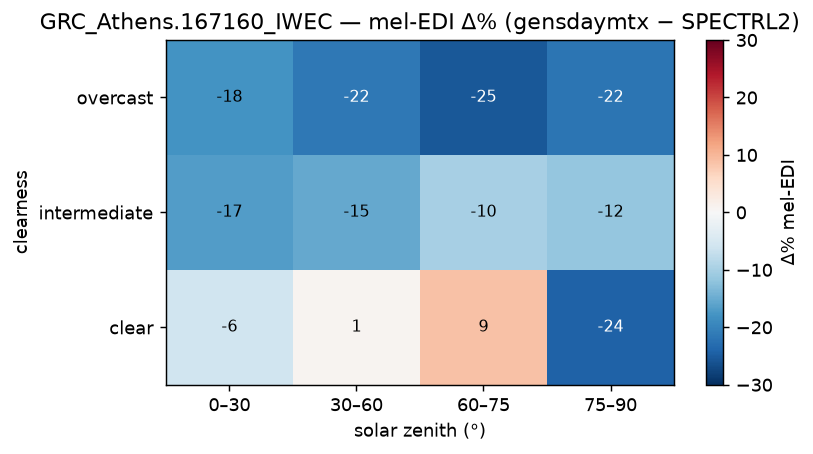 GRC_Athens.167160_IWEC — mel-EDI Δ% (gensdaymtx − SPECTRL2)
clearness
overcast
-18 -22 -25 -22
intermediate
-17 -15 -10 -12
clear
-6 1 9 -24
0–30 30–60 60–75 75–90
solar zenith (°)
30
20
10
0
−10
−20
−30
Δ% mel-EDI